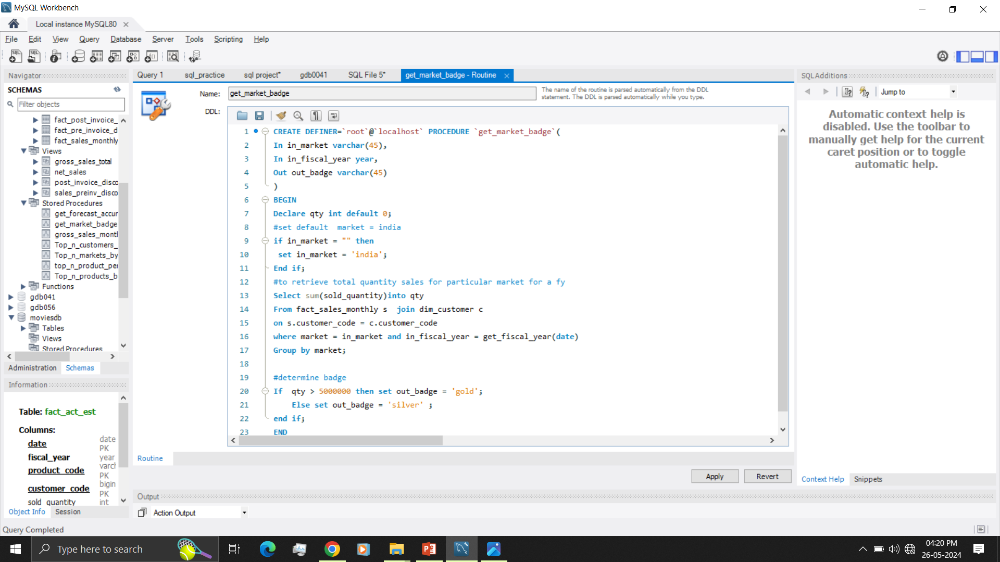 MySQL Workbench
Local instance MySQL80
File Edit View Query Database Server Tools Scripting Help
Navigator
SCHEMAS
Filter objects
fact_post_invoice_
fact_pre_invoice_d
fact_sales_monthly
Views
gross_sales_total
net_sales
post_invoice_disco
sales_preinv_disco
Stored Procedures
get_forecast_accur
get_market_badge
gross_sales_montl
Top_n_customers_
Top_n_markets_by
top_n_product_per
Top_n_products_b
Functions
gdb041
gdb056
moviesdb
Tables
Views
Stored Procedures
Administration Schemas
Information
Table: fact_act_est
Columns:
date date
PK
fiscal_year year
product_code varch
PK
customer_code bigin
PK
sold_quantity int
Object Info Session
Query 1 sql_practice sql project* gdb0041 SQL File 5* get_market_badge - Routine
Name: get_market_badge
The name of the routine is parsed automatically from the DDL
statement. The DDL is parsed automatically while you type.
DDL:
1 CREATE DEFINER=`root`@`localhost` PROCEDURE `get_market_badge`(
2 In in_market varchar(45),
3 In in_fiscal_year year,
4 Out out_badge varchar(45)
5 )
6 BEGIN
7 Declare qty int default 0;
8 #set default  market = india
9 if in_market = "" then
10  set in_market = 'india';
11 End if;
12 #to retrieve total quantity sales for particular market for a fy
13 Select sum(sold_quantity)into qty
14 From fact_sales_monthly s  join dim_customer c
15 on s.customer_code = c.customer_code
16 where market = in_market and in_fiscal_year = get_fiscal_year(date)
17 Group by market;
18
19 #determine badge
20 If  qty > 5000000 then set out_badge = 'gold';
21     Else set out_badge = 'silver' ;
22 end if;
23 END
Routine
Apply Revert
Output
Action Output
SQLAdditions
Jump to
Automatic context help is
disabled. Use the toolbar to
manually get help for the current
caret position or to toggle
automatic help.
Context Help Snippets
Query Completed
Type here to search
04:20 PM
26-05-2024